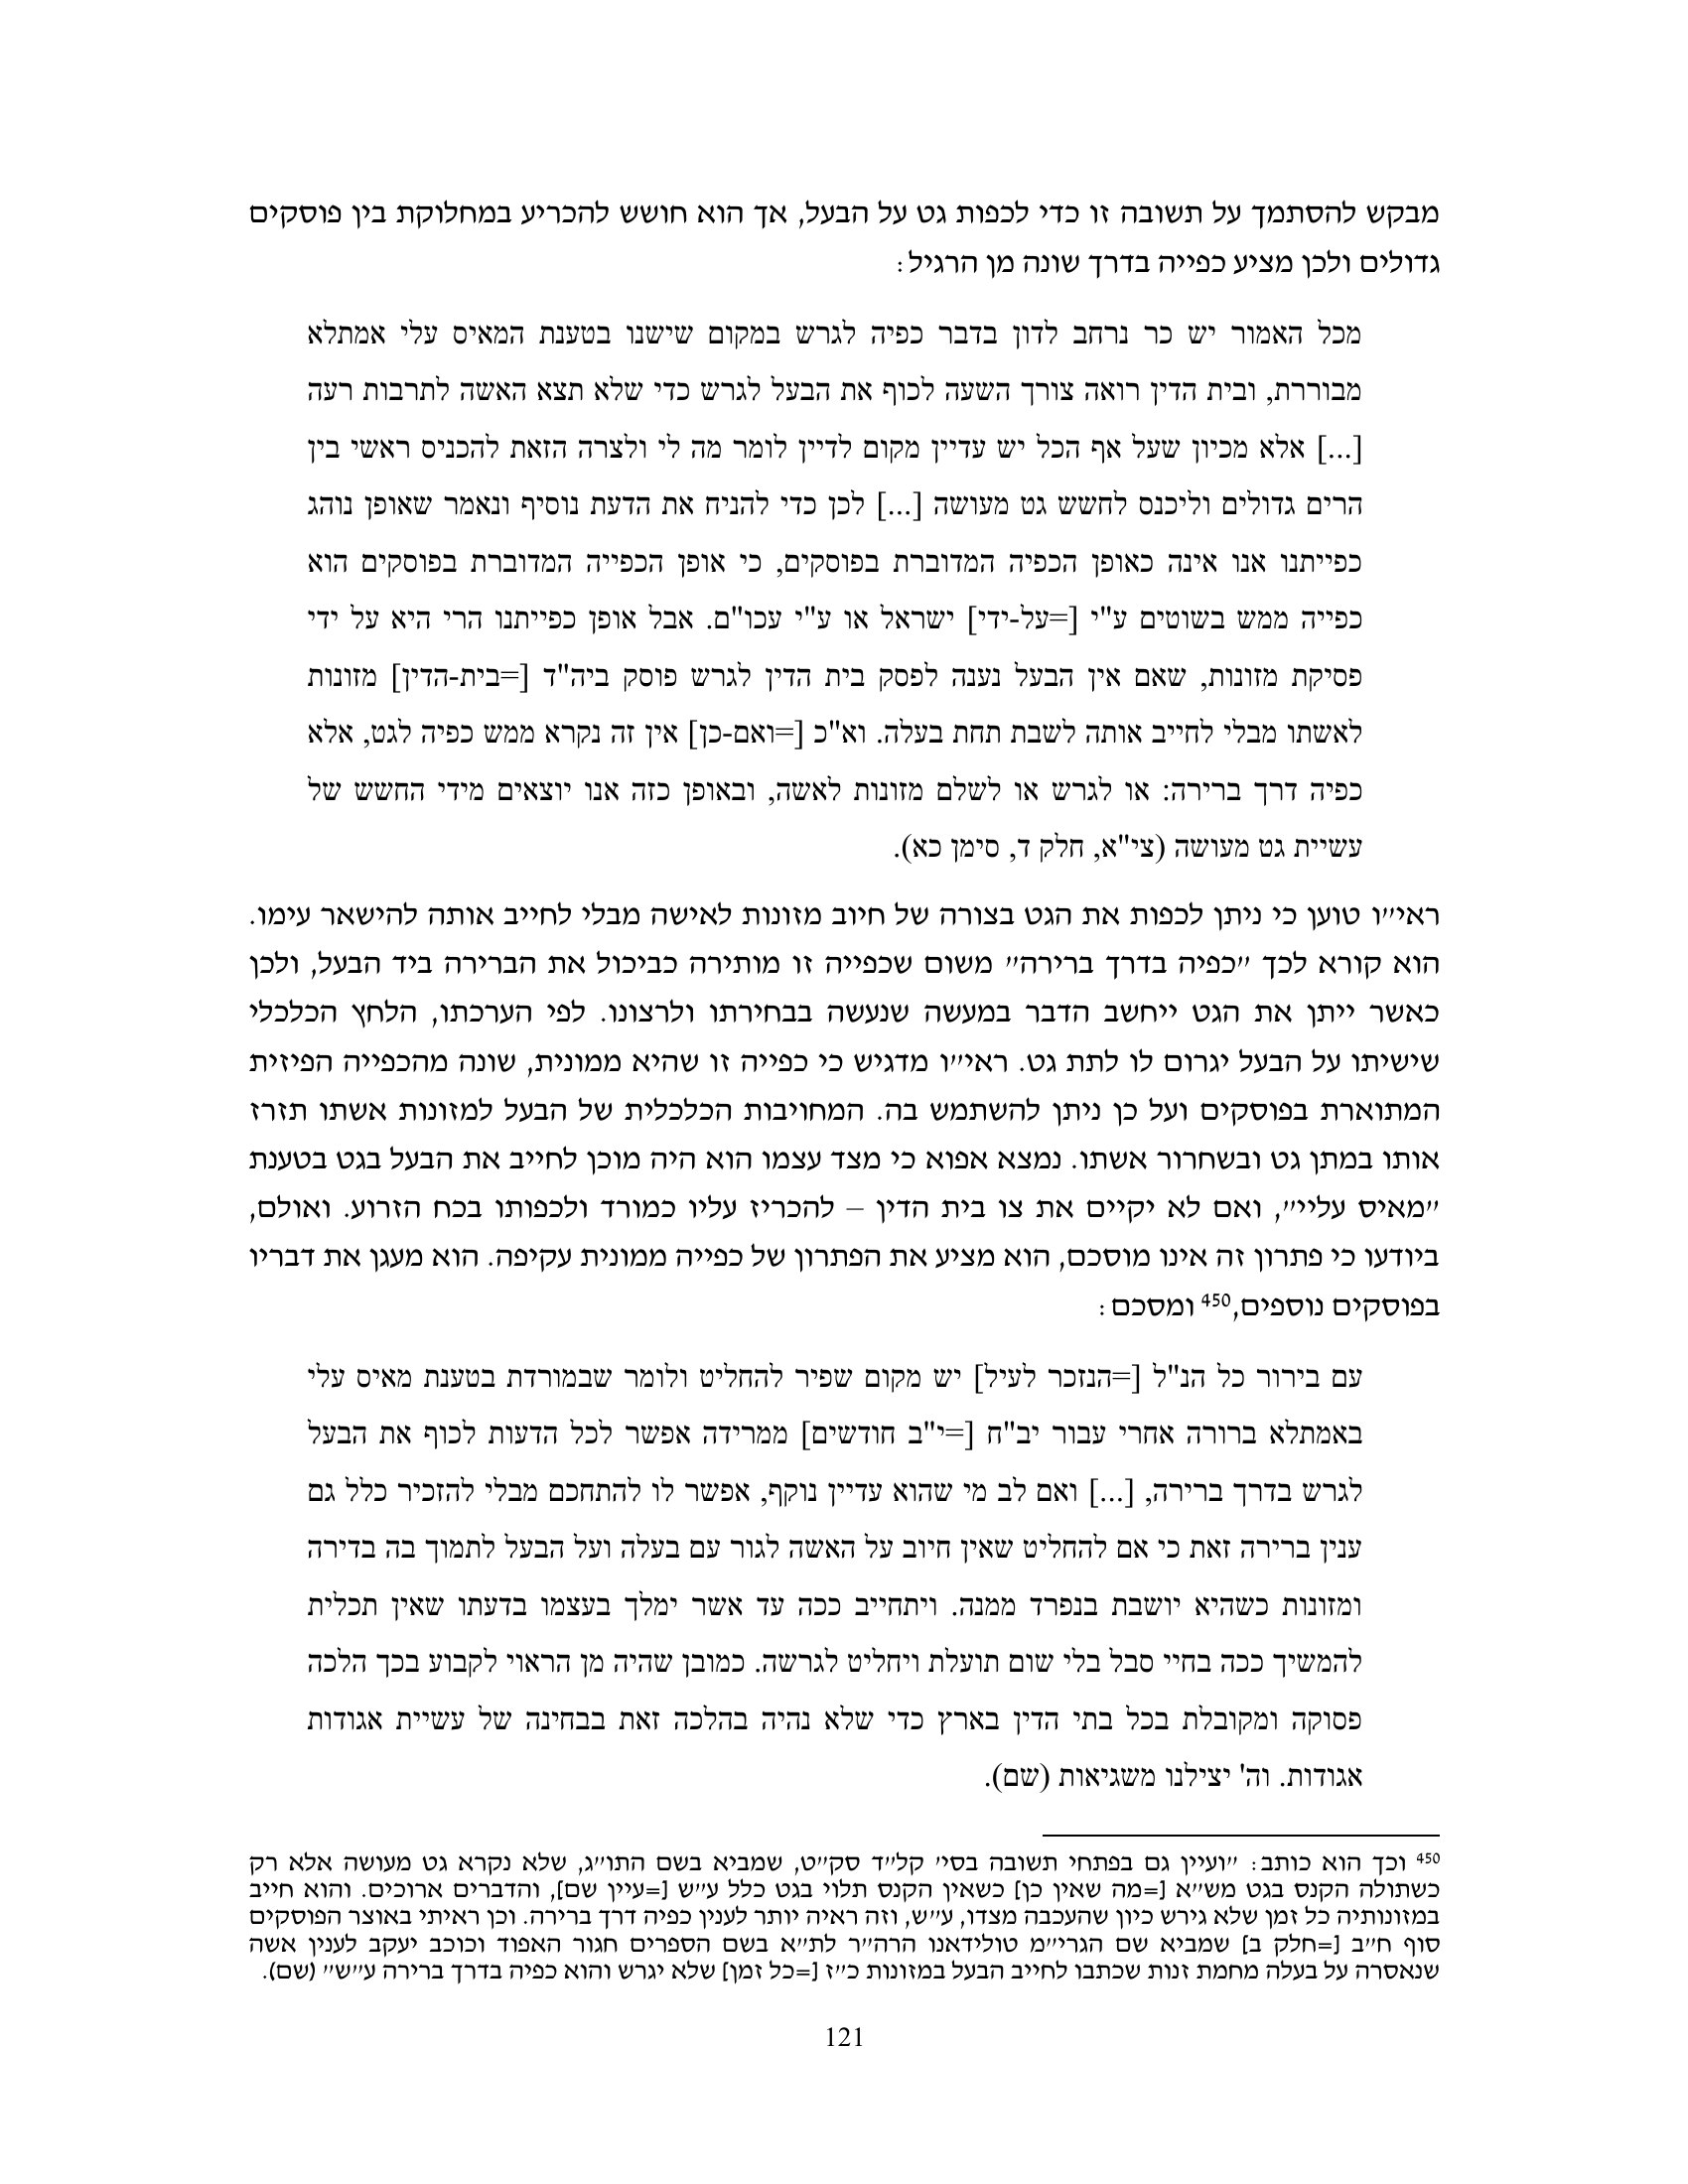 מבקש להסתמך על תשובה זו כדי לכפות גט על הבעל, אך הוא חושש להכריע במחלוקת בין פוסקים
גדולים ולכן מציע כפייה בדרך שונה מן הרגיל:
מכל האמור יש כר נרחב לדון בדבר כפיה לגרש במקום שישנו בטענת המאיס עלי אמתלא
מבוררת, ובית הדין רואה צורך השעה לכוף את הבעל לגרש כדי שלא תצא האשה לתרבות רעה
[...] אלא מכיון שעל אף הכל יש עדיין מקום לדיין לומר מה לי ולצרה הזאת להכניס ראשי בין
הרים גדולים וליכנס לחשש גט מעושה [...] לכן כדי להניח את הדעת נוסיף ונאמר שאופן נוהג
כפייתנו אנו אינה כאופן הכפיה המדוברת בפוסקים, כי אופן הכפייה המדוברת בפוסקים הוא
כפייה ממש בשוטים ע"י [=על-ידי] ישראל או ע"י עכו"ם. אבל אופן כפייתנו הרי היא על ידי
פסיקת מזונות, שאם אין הבעל נענה לפסק בית הדין לגרש פוסק ביה"ד [=בית-הדין] מזונות
לאשתו מבלי לחייב אותה לשבת תחת בעלה. וא"כ [=ואם-כן] אין זה נקרא ממש כפיה לגט, אלא
כפיה דרך ברירה: או לגרש או לשלם מזונות לאשה, ובאופן כזה אנו יוצאים מידי החשש של
עשיית גט מעושה (צי"א, חלק ד, סימן כא).
ראי״ו טוען כי ניתן לכפות את הגט בצורה של חיוב מזונות לאישה מבלי לחייב אותה להישאר עימו.
הוא קורא לכך ״כפיה בדרך ברירה״ משום שכפייה זו מותירה כביכול את הברירה ביד הבעל, ולכן
כאשר ייתן את הגט ייחשב הדבר במעשה שנעשה בבחירתו ולרצונו. לפי הערכתו, הלחץ הכלכלי
שישיתו על הבעל יגרום לו לתת גט. ראי״ו מדגיש כי כפייה זו שהיא ממונית, שונה מהכפייה הפיזית
המתוארת בפוסקים ועל כן ניתן להשתמש בה. המחויבות הכלכלית של הבעל למזונות אשתו תזרז
אותו במתן גט ובשחרור אשתו. נמצא אפוא כי מצד עצמו הוא היה מוכן לחייב את הבעל בגט בטענת
״מאיס עליי״, ואם לא יקיים את צו בית הדין – להכריז עליו כמורד ולכפותו בכח הזרוע. ואולם,
ביודעו כי פתרון זה אינו מוסכם, הוא מציע את הפתרון של כפייה ממונית עקיפה. הוא מעגן את דבריו
בפוסקים נוספים,450 ומסכם:
עם בירור כל הנ"ל [=הנזכר לעיל] יש מקום שפיר להחליט ולומר שבמורדת בטענת מאיס עלי
באמתלא ברורה אחרי עבור יב"ח [=י"ב חודשים] ממרידה אפשר לכל הדעות לכוף את הבעל
לגרש בדרך ברירה, [...] ואם לב מי שהוא עדיין נוקף, אפשר לו להתחכם מבלי להזכיר כלל גם
ענין ברירה זאת כי אם להחליט שאין חיוב על האשה לגור עם בעלה ועל הבעל לתמוך בה בדירה
ומזונות כשהיא יושבת בנפרד ממנה. ויתחייב ככה עד אשר ימלך בעצמו בדעתו שאין תכלית
להמשיך ככה בחיי סבל בלי שום תועלת ויחליט לגרשה. כמובן שהיה מן הראוי לקבוע בכך הלכה
פסוקה ומקובלת בכל בתי הדין בארץ כדי שלא נהיה בהלכה זאת בבחינה של עשיית אגודות
אגודות. וה' יצילנו משגיאות (שם).
450 וכך הוא כותב: ״ועיין גם בפתחי תשובה בסי׳ קל״ד סק״ט, שמביא בשם התו״ג, שלא נקרא גט מעושה אלא רק
כשתולה הקנס בגט מש״א [=מה שאין כן] כשאין הקנס תלוי בגט כלל ע״ש [=עיין שם], והדברים ארוכים. והוא חייב
במזונותיה כל זמן שלא גירש כיון שהעכבה מצדו, ע״ש, וזה ראיה יותר לענין כפיה דרך ברירה. וכן ראיתי באוצר הפוסקים
סוף ח״ב [=חלק ב] שמביא שם הגרי״מ טולידאנו הרה״ר לת״א בשם הספרים חגור האפוד וכוכב יעקב לענין אשה
שנאסרה על בעלה מחמת זנות שכתבו לחייב הבעל במזונות כ״ז [=כל זמן] שלא יגרש והוא כפיה בדרך ברירה ע״ש״ (שם).
121